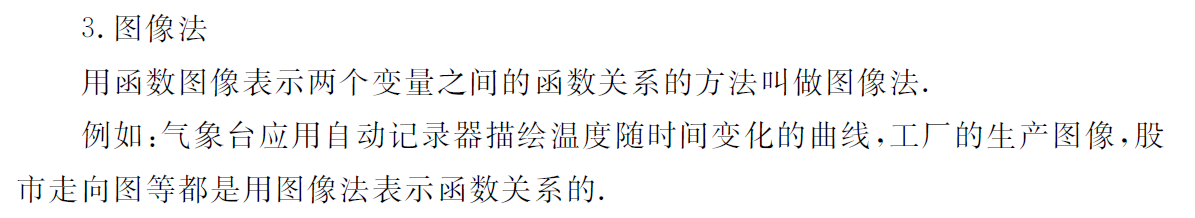 3. 图像法
用函数图像表示两个变量之间的函数关系的方法叫做图像法.
例如:气象台应用自动记录器描绘温度随时间变化的曲线,工厂的生产图像,股
市走向图等都是用图像法表示函数关系的.